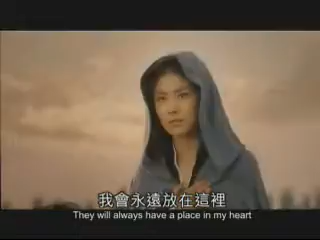 我會永遠放在這裡
They will always have a place in my heart